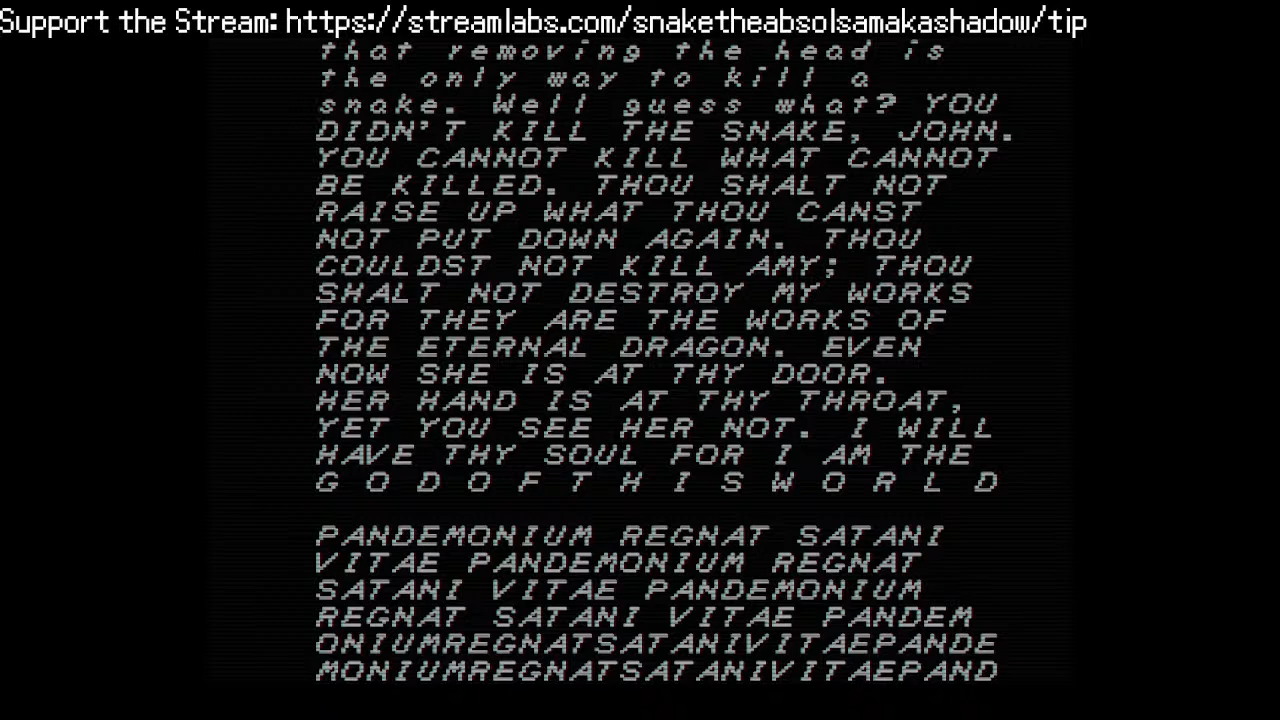 Support the Stream: https://streamlabs.com/snaketheabsolsamakashadow/tip
that removing the head is
the only way to kill a
snake. Well guess what? YOU
DIDN'T KILL THE SNAKE, JOHN.
YOU CANNOT KILL WHAT CANNOT
BE KILLED. THOU SHALT NOT
RAISE UP WHAT THOU CANST
NOT PUT DOWN AGAIN. THOU
COULDST NOT KILL AMY; THOU
SHALT NOT DESTROY MY WORKS
FOR THEY ARE THE WORKS OF
THE ETERNAL DRAGON. EVEN
NOW SHE IS AT THY DOOR.
HER HAND IS AT THY THROAT,
YET YOU SEE HER NOT. I WILL
HAVE THY SOUL FOR I AM THE
G O D O F T H I S W O R L D
PANDEMONIUM REGNAT SATANI
VITAE PANDEMONIUM REGNAT
SATANI VITAE PANDEMONIUM
REGNAT SATANI VITAE PANDEM
ONIUMREGNATSATANIVITAEPANDE
MONIUMREGNATSATANIVITAEPAND